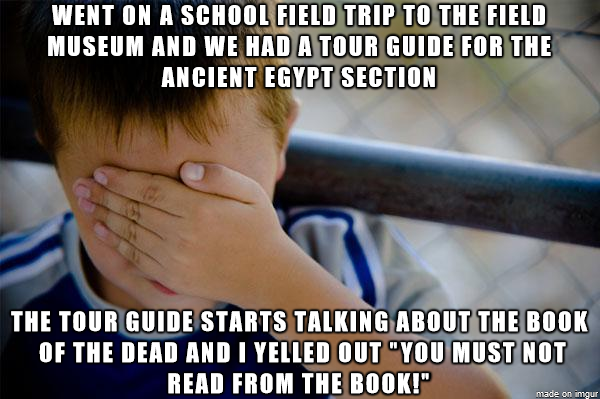 WENT ON A SCHOOL FIELD TRIP TO THE FIELD
MUSEUM AND WE HAD A TOUR GUIDE FOR THE
ANCIENT EGYPT SECTION
THE TOUR GUIDE STARTS TALKING ABOUT THE BOOK
OF THE DEAD AND I YELLED OUT "YOU MUST NOT
READ FROM THE BOOK!"
made on imgur